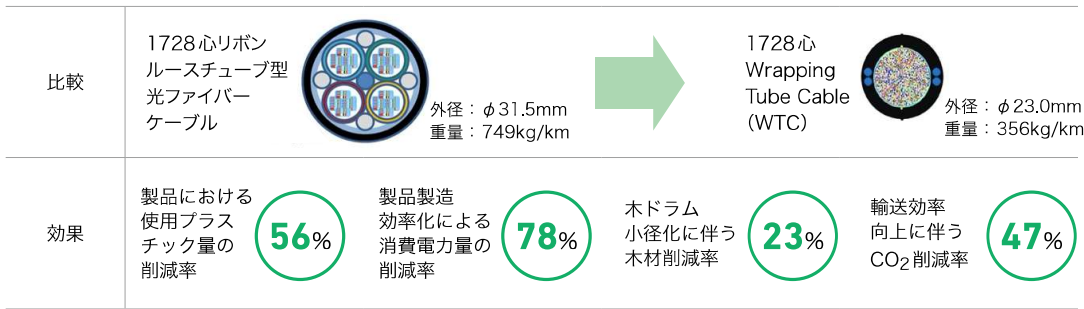 比較
1728心リボン
ルースチューブ型
光ファイバー
ケーブル
外径：φ31.5mm
重量：749kg/km
1728心
Wrapping
Tube Cable
（WTC）
外径：φ23.0mm
重量：356kg/km
効果
製品における
使用プラス
チック量の
削減率
56%
製品製造
効率化による
消費電力量の
削減率
78%
木ドラム
小径化に伴う
木材削減率
23%
輸送効率
向上に伴う
CO2削減率
47%